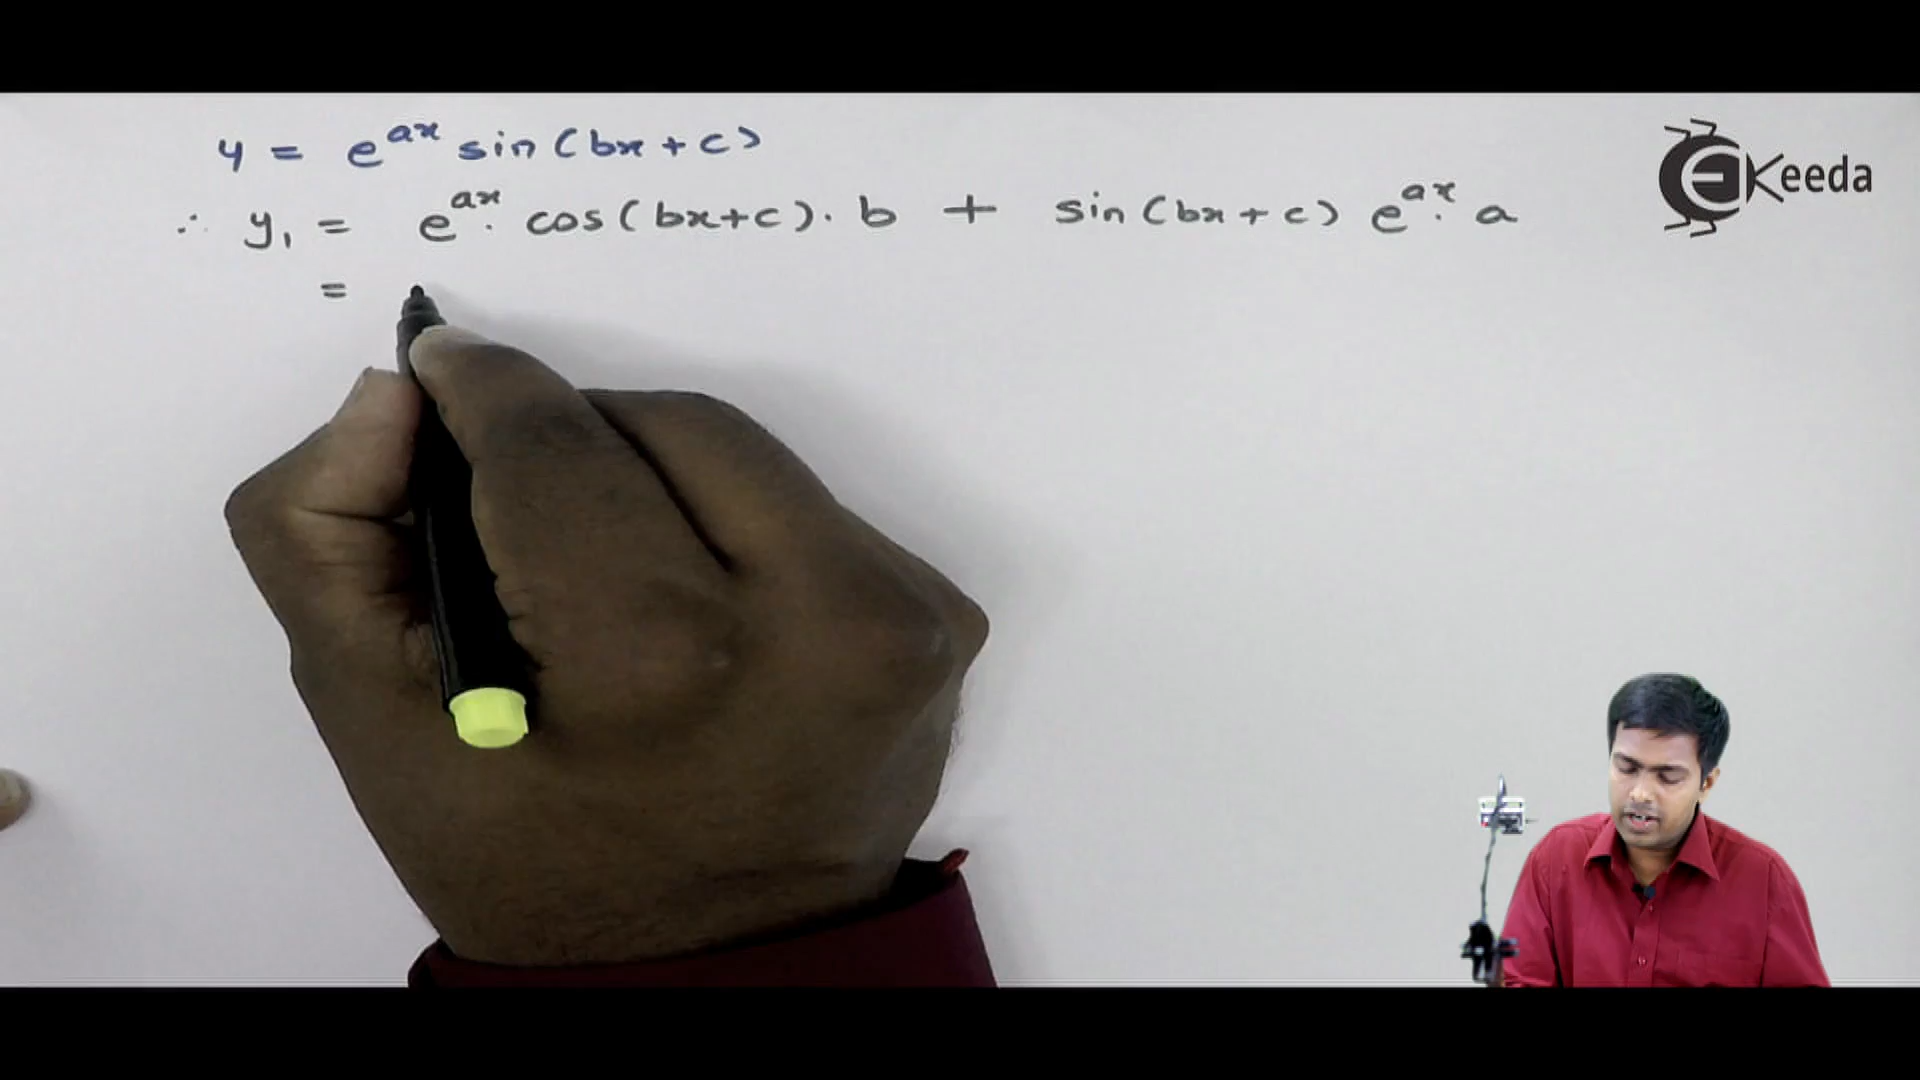 y = e^{ax} sin(bx+c)
∴ y₁ = e^{ax}. cos(bx+c). b + sin(bx+c) e^{ax}. a
=
EKeeda